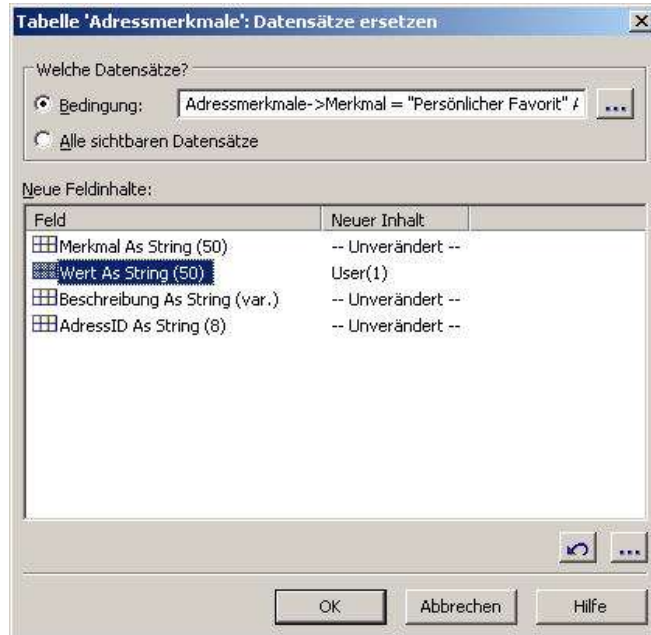 Tabelle 'Adressmerkmale': Datensätze ersetzen
Welche Datensätze?
Bedingung: Adressmerkmale->Merkmal = "Persönlicher Favorit" ...
Alle sichtbaren Datensätze
Neue Feldinhalte:
Feld Neuer Inhalt
Merkmal As String (50) -- Unverändert --
Wert As String (50) User(1)
Beschreibung As String (var.) -- Unverändert --
AdressID As String (8) -- Unverändert --
...
OK Abbrechen Hilfe